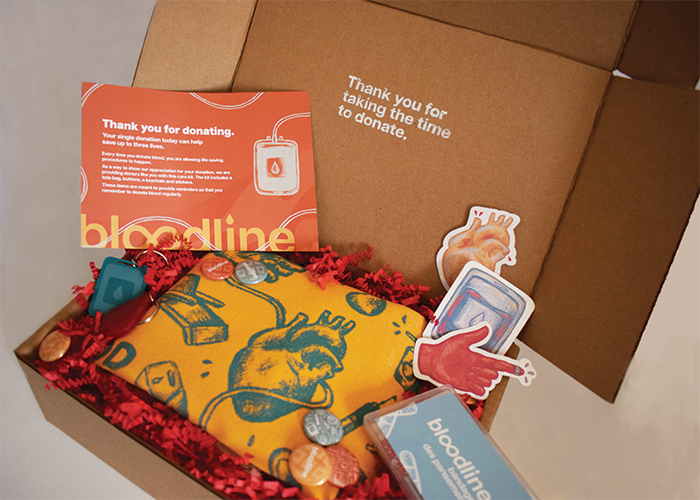 Thank you for
taking the time
to donate.
Thank you for donating.
Your single donation today can help
save up to three lives.
Every time you donate blood, you are allowing life-saving
procedures to happen.
As a way to show our appreciation for your donation, we are
providing donors like you with this care kit. The kit includes a
tote bag, buttons, a keychain and stickers.
These items are meant to provide reminders so that you
remember to donate blood regularly.
bloodline
bloodline
bandages
des pansements